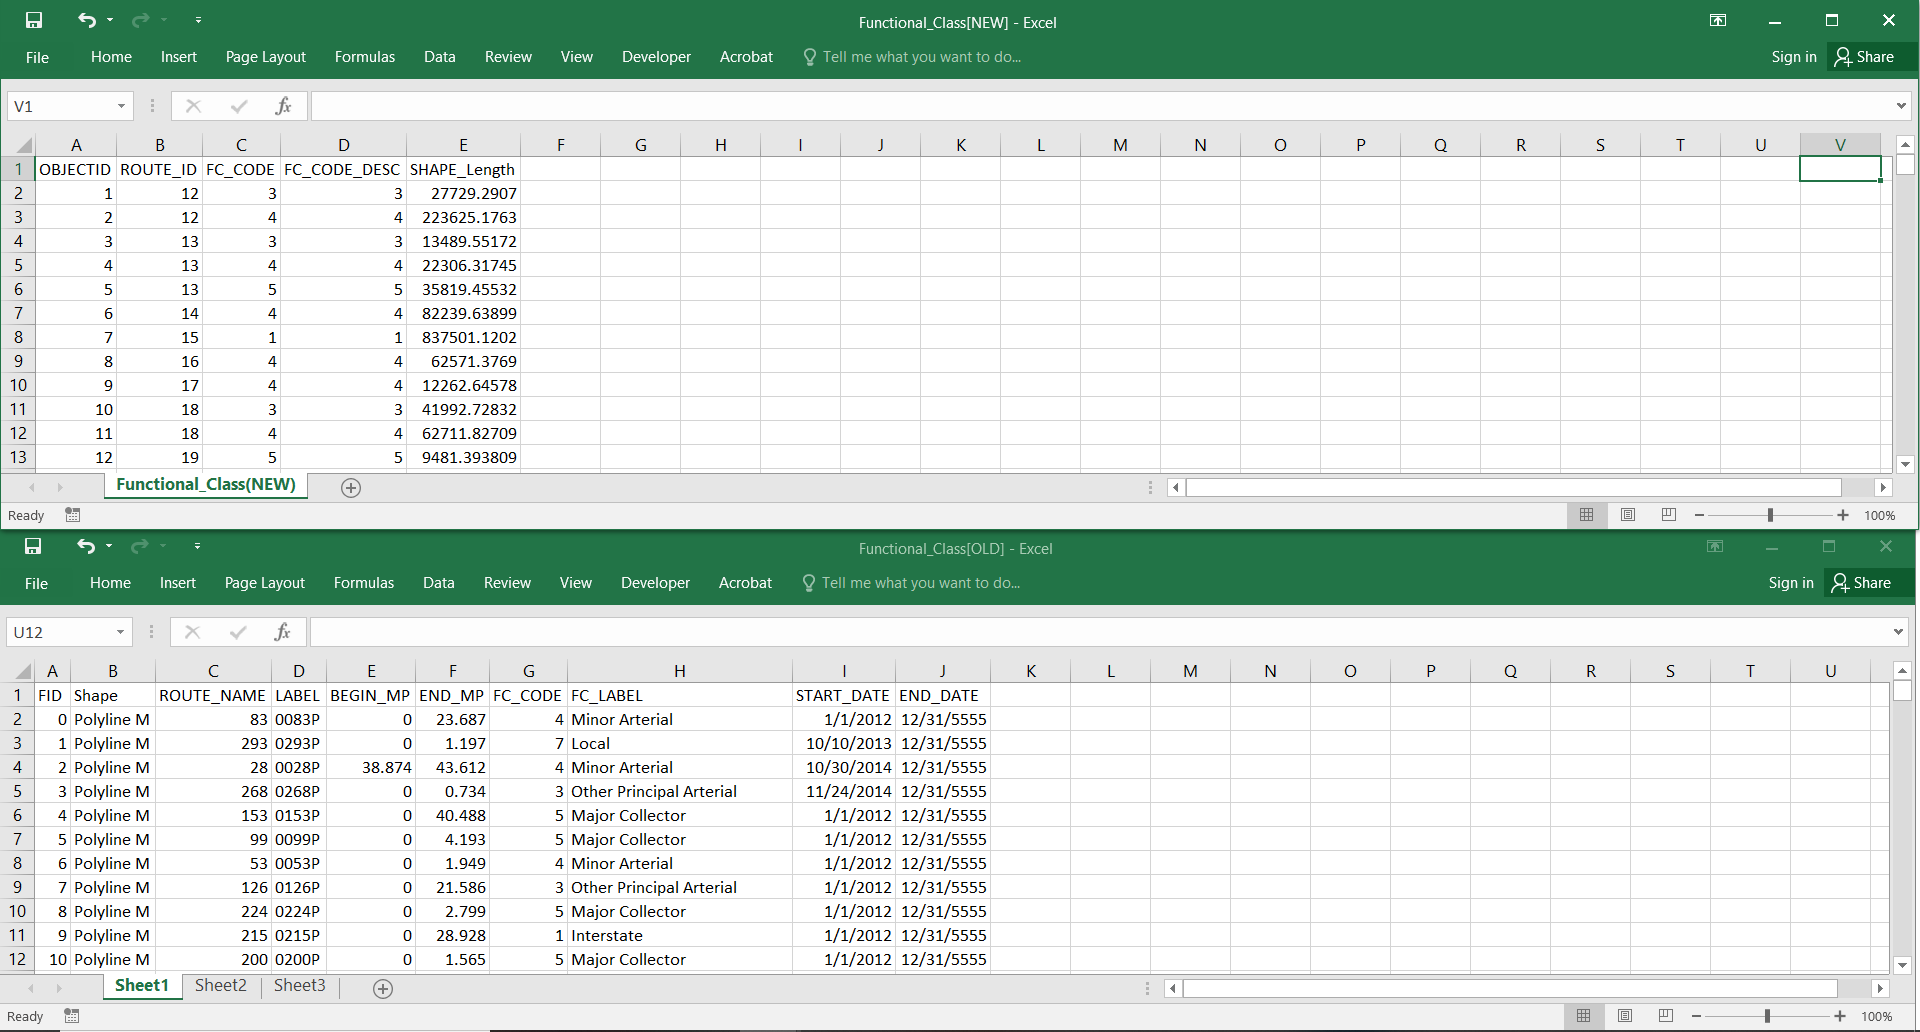 Functional_Class[NEW] - Excel
File Home Insert Page Layout Formulas Data Review View Developer Acrobat Tell me what you want to do... Sign in Share
V1 fx
A B C D E F G H I J K L M N O P Q R S T U V
1 OBJECTID ROUTE_ID FC_CODE FC_CODE_DESC SHAPE_Length
2 1 12 3 3 27729.2907
3 2 12 4 4 223625.1763
4 3 13 3 3 13489.55172
5 4 13 4 4 22306.31745
6 5 13 5 5 35819.45532
7 6 14 4 4 82239.63899
8 7 15 1 1 837501.1202
9 8 16 4 4 62571.3769
10 9 17 4 4 12262.64578
11 10 18 3 3 41992.72832
12 11 18 4 4 62711.82709
13 12 19 5 5 9481.393809
Functional_Class(NEW)
Ready 100%
Functional_Class[OLD] - Excel
File Home Insert Page Layout Formulas Data Review View Developer Acrobat Tell me what you want to do... Sign in Share
U12 fx
A B C D E F G H I J K L M N O P Q R S T U
1 FID Shape ROUTE_NAME LABEL BEGIN_MP END_MP FC_CODE FC_LABEL START_DATE END_DATE
2 0 Polyline M 83 0083P 0 23.687 4 Minor Arterial 1/1/2012 12/31/5555
3 1 Polyline M 293 0293P 0 1.197 7 Local 10/10/2013 12/31/5555
4 2 Polyline M 28 0028P 38.874 43.612 4 Minor Arterial 10/30/2014 12/31/5555
5 3 Polyline M 268 0268P 0 0.734 3 Other Principal Arterial 11/24/2014 12/31/5555
6 4 Polyline M 153 0153P 0 40.488 5 Major Collector 1/1/2012 12/31/5555
7 5 Polyline M 99 0099P 0 4.193 5 Major Collector 1/1/2012 12/31/5555
8 6 Polyline M 53 0053P 0 1.949 4 Minor Arterial 1/1/2012 12/31/5555
9 7 Polyline M 126 0126P 0 21.586 3 Other Principal Arterial 1/1/2012 12/31/5555
10 8 Polyline M 224 0224P 0 2.799 5 Major Collector 1/1/2012 12/31/5555
11 9 Polyline M 215 0215P 0 28.928 1 Interstate 1/1/2012 12/31/5555
12 10 Polyline M 200 0200P 0 1.565 5 Major Collector 1/1/2012 12/31/5555
Sheet1 Sheet2 Sheet3
Ready 100%